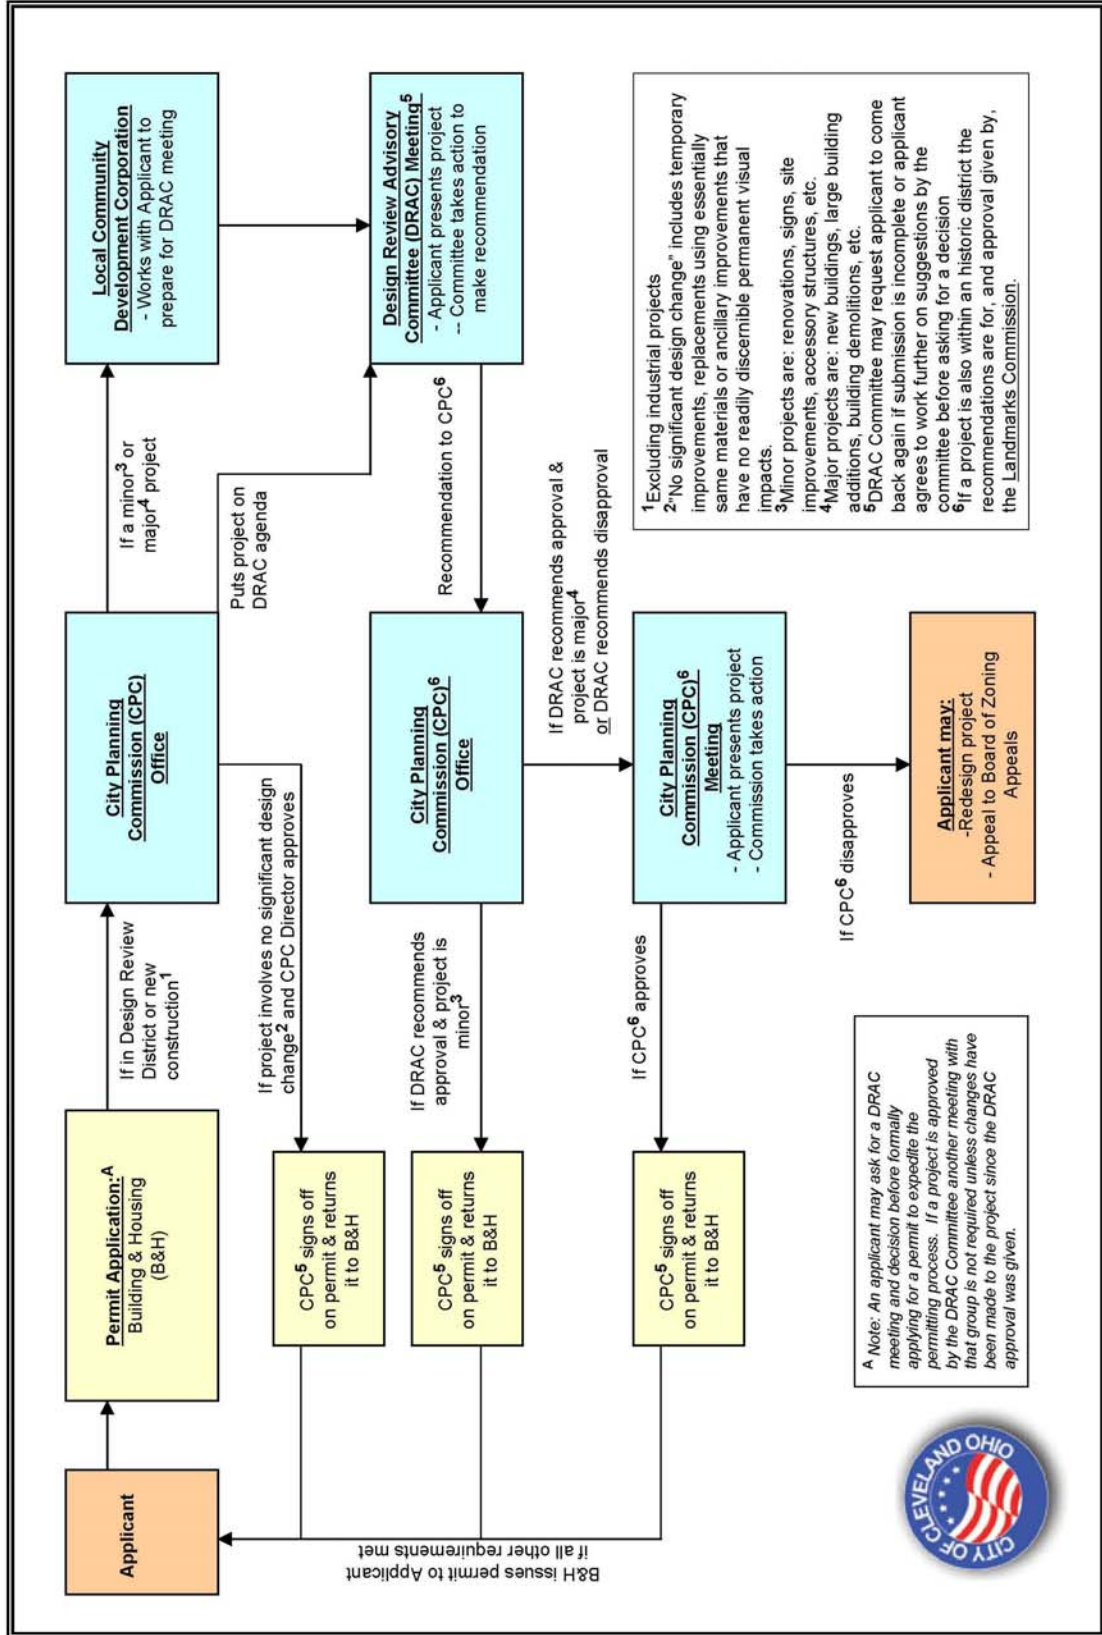 Applicant
Permit Application:A
Building & Housing
(B&H)
If in Design Review
District or new
construction1
City Planning
Commission (CPC)
Office
If a minor3 or
major4 project
Local Community
Development Corporation
- Works with Applicant to
prepare for DRAC meeting
Puts project on
DRAC agenda
If project involves no significant design
change2 and CPC Director approves
CPC5 signs off
on permit & returns
it to B&H
Design Review Advisory
Committee (DRAC) Meeting5
- Applicant presents project
-- Committee takes action to
make recommendation
Recommendation to CPC6
City Planning
Commission (CPC)6
Office
If DRAC recommends
approval & project is
minor3
CPC5 signs off
on permit & returns
it to B&H
If DRAC recommends approval &
project is major4
or DRAC recommends disapproval
City Planning
Commission (CPC)6
Meeting
- Applicant presents project
- Commission takes action
If CPC6 approves
CPC5 signs off
on permit & returns
it to B&H
B&H issues permit to Applicant
if all other requirements met
If CPC6 disapproves
Applicant may:
-Redesign project
- Appeal to Board of Zoning
Appeals
1Excluding industrial projects
2"No significant design change" includes temporary
improvements, replacements using essentially
same materials or ancillary improvements that
have no readily discernible permanent visual
impacts.
3Minor projects are: renovations, signs, site
improvements, accessory structures, etc.
4Major projects are: new buildings, large building
additions, building demolitions, etc.
5DRAC Committee may request applicant to come
back again if submission is incomplete or applicant
agrees to work further on suggestions by the
committee before asking for a decision
6If a project is also within an historic district the
recommendations are for, and approval given by,
the Landmarks Commission.
A Note: An applicant may ask for a DRAC
meeting and decision before formally
applying for a permit to expedite the
permitting process. If a project is approved
by the DRAC Committee another meeting with
that group is not required unless changes have
been made to the project since the DRAC
approval was given.
CITY OF CLEVELAND OHIO